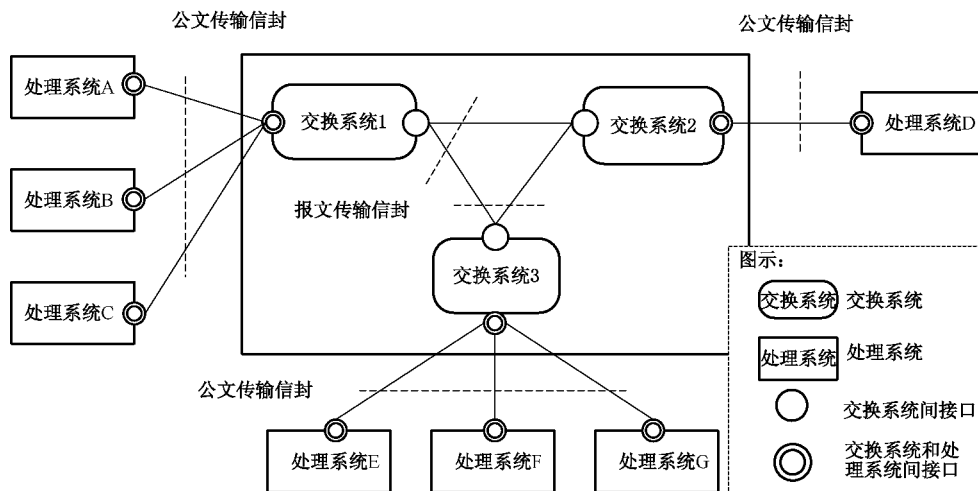 公文传输信封
公文传输信封
处理系统A
交换系统1
交换系统2
处理系统D
处理系统B
报文传输信封
处理系统C
交换系统3
图示：
交换系统 交换系统
处理系统 处理系统
交换系统间接口
交换系统和处
理系统间接口
公文传输信封
处理系统E
处理系统F
处理系统G